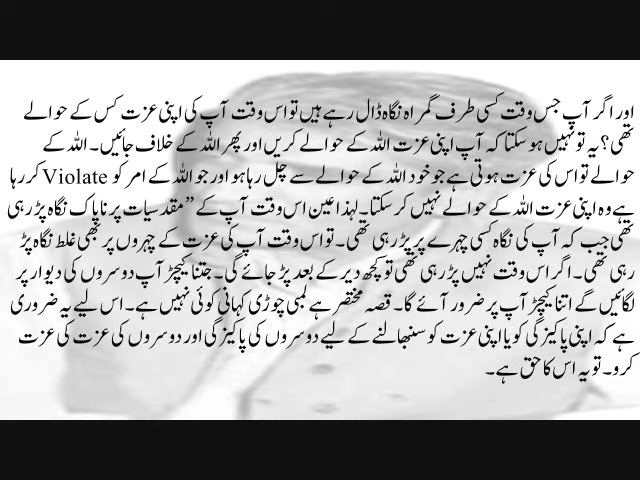 اور اگر آپ جس وقت کسی طرف گمراہ نگاہ ڈال رہے ہیں تو اس وقت آپ کی اپنی عزت کس کے حوالے
تھی؟ یہ تو نہیں ہو سکتا کہ آپ اپنی عزت اللہ کے حوالے کریں اور پھر اللہ کے خلاف جائیں۔ اللہ کے
حوالے تو اس کی عزت ہوتی ہے جو خود اللہ کے حوالے سے چل رہا ہو اور جو اللہ کے امر کو Violate کر رہا
ہے وہ اپنی عزت اللہ کے حوالے نہیں کر سکتا۔ لہذا عین اس وقت آپ کے ”مقدسیات پر ناپاک نگاہ پڑ رہی
تھی جب کہ آپ کی نگاہ کسی چہرے پر پڑ رہی تھی۔ تو اس وقت آپ کی عزت کے چہروں پر بھی غلط نگاہ پڑ
رہی تھی۔ اگر اس وقت نہیں پڑ رہی تھی تو کچھ دیر کے بعد پڑ جائے گی۔ جتنا کیچڑ آپ دوسروں کی دیوار پر
لگائیں گے اتنا کیچڑ آپ پر ضرور آئے گا۔ قصہ مختصر ہے لمبی چوڑی کہانی کوئی نہیں ہے۔ اس لیے یہ ضروری
ہے کہ اپنی پاکیزگی کو یا اپنی عزت کو سنبھالنے کے لیے دوسروں کی پاکیزگی اور دوسروں کی عزت کی عزت
کرو۔ تو یہ اس کا حق ہے۔